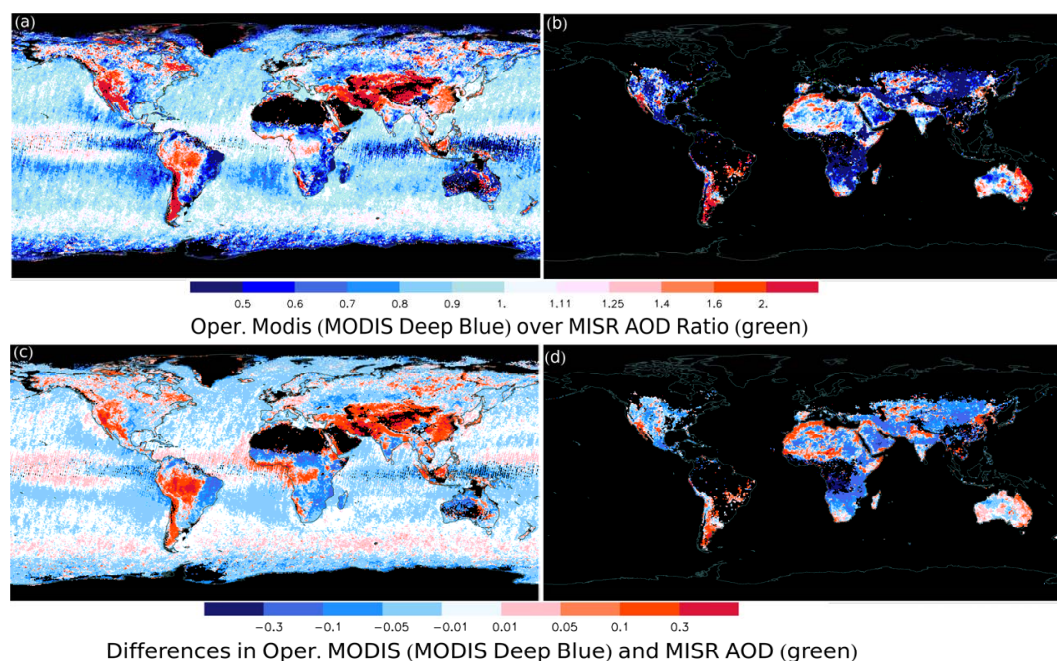 (a)
(b)
0.5 0.6 0.7 0.8 0.9 1. 1.11 1.25 1.4 1.6 2.
Oper. Modis (MODIS Deep Blue) over MISR AOD Ratio (green)
(c)
(d)
−0.3 −0.1 −0.05 −0.01 0.01 0.05 0.1 0.3
Differences in Oper. MODIS (MODIS Deep Blue) and MISR AOD (green)